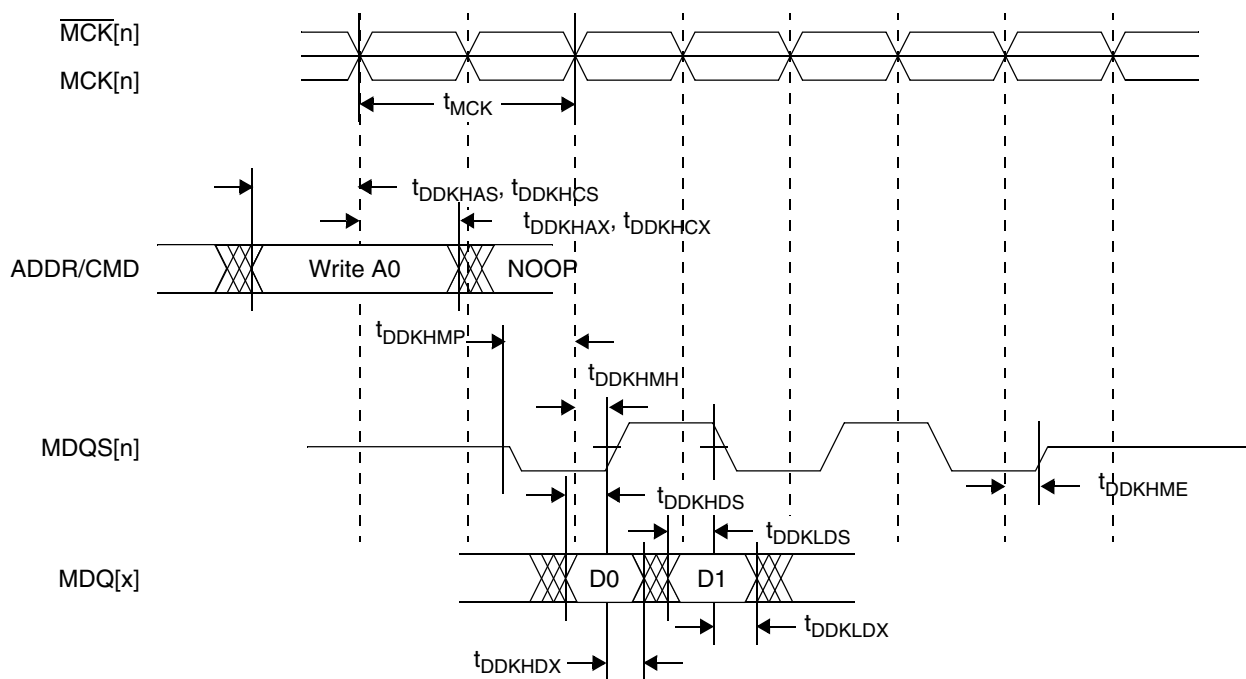 MCK[n]
MCK[n]
tMCK
tDDKHAS, tDDKHCS
tDDKHAX, tDDKHCX
ADDR/CMD
Write A0
NOOP
tDDKHMP
tDDKHMH
MDQS[n]
tDDKHME
tDDKHDS
tDDKLDS
MDQ[x]
D0
D1
tDDKLDX
tDDKHDX